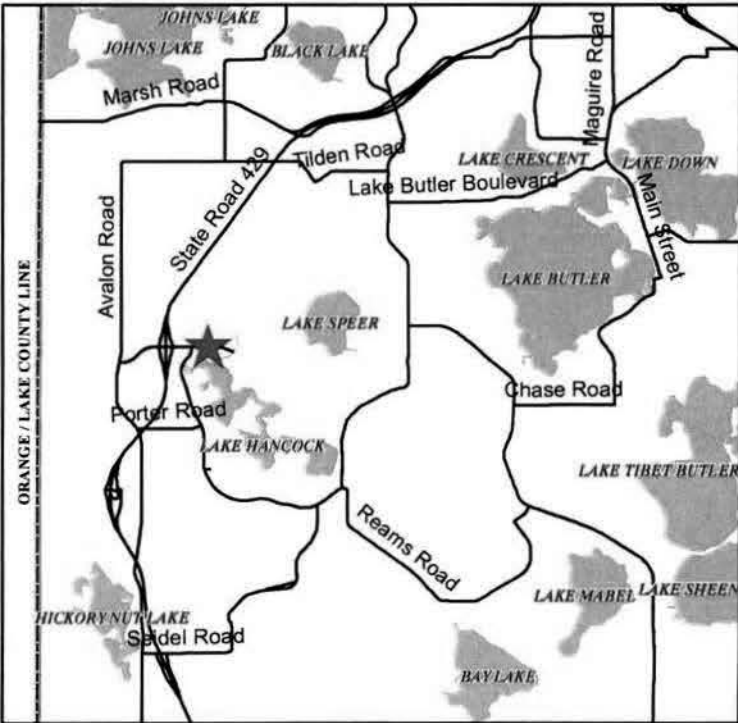 JOHNS LAKE
JOHNS LAKE
BLACK LAKE
Maguire Road
Marsh Road
Tilden Road
LAKE CRESCENT
LAKE DOWN
Lake Butler Boulevard
Main Street
State Road 429
Avalon Road
LAKE BUTLER
ORANGE / LAKE COUNTY LINE
LAKE SPEER
Chase Road
Porter Road
LAKE HANCOCK
LAKE TIBET BUTLER
Reams Road
LAKE MABEL
LAKE SHEEN
HICKORY NUT LAKE
Seidel Road
BAY LAKE